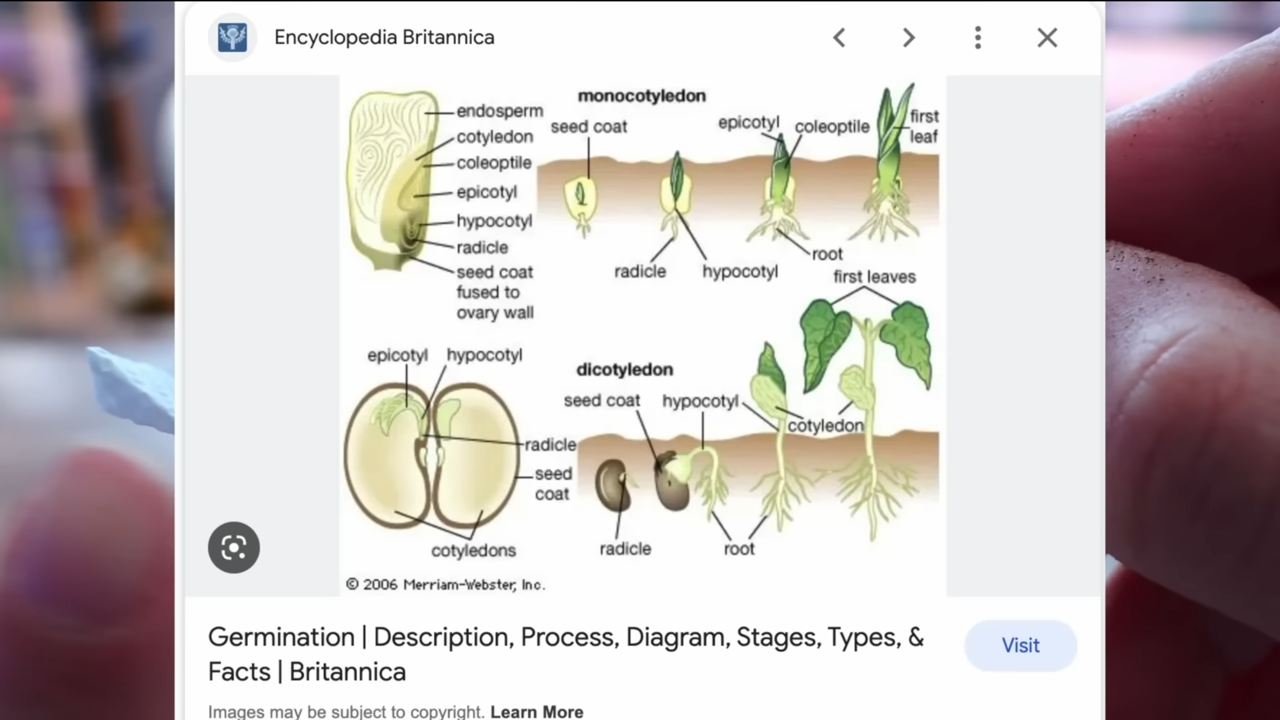 Encyclopedia Britannica
monocotyledon
endosperm
cotyledon
coleoptile
epicotyl
hypocotyl
radicle
seed coat
fused to
ovary wall
seed coat
epicotyl
coleoptile
first
leaf
radicle
hypocotyl
root
first leaves
epicotyl
hypocotyl
dicotyledon
seed coat
hypocotyl
cotyledon
radicle
seed
coat
cotyledons
radicle
root
© 2006 Merriam-Webster, Inc.
Germination | Description, Process, Diagram, Stages, Types, &
Facts | Britannica
Visit
Images may be subject to copyright. Learn More